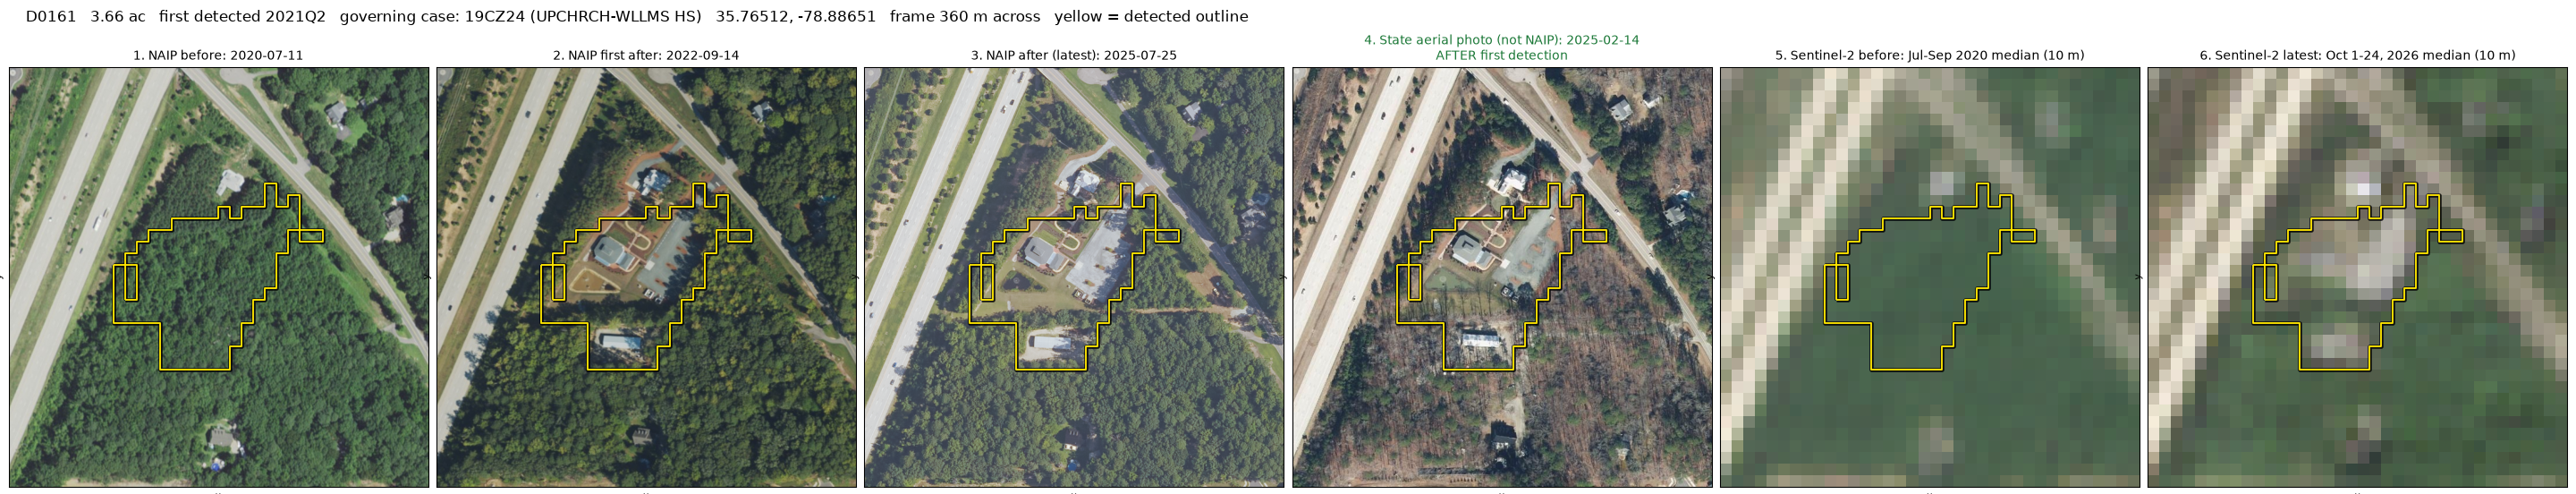 D0161   3.66 ac   first detected 2021Q2   governing case: 19CZ24 (UPCHRCH-WLLMS HS)   35.76512, -78.88651   frame 360 m across   yellow = detected outline
1. NAIP before: 2020-07-11
2. NAIP first after: 2022-09-14
3. NAIP after (latest): 2025-07-25
4. State aerial photo (not NAIP): 2025-02-14
AFTER first detection
5. Sentinel-2 before: Jul-Sep 2020 median (10 m)
6. Sentinel-2 latest: Oct 1-24, 2026 median (10 m)